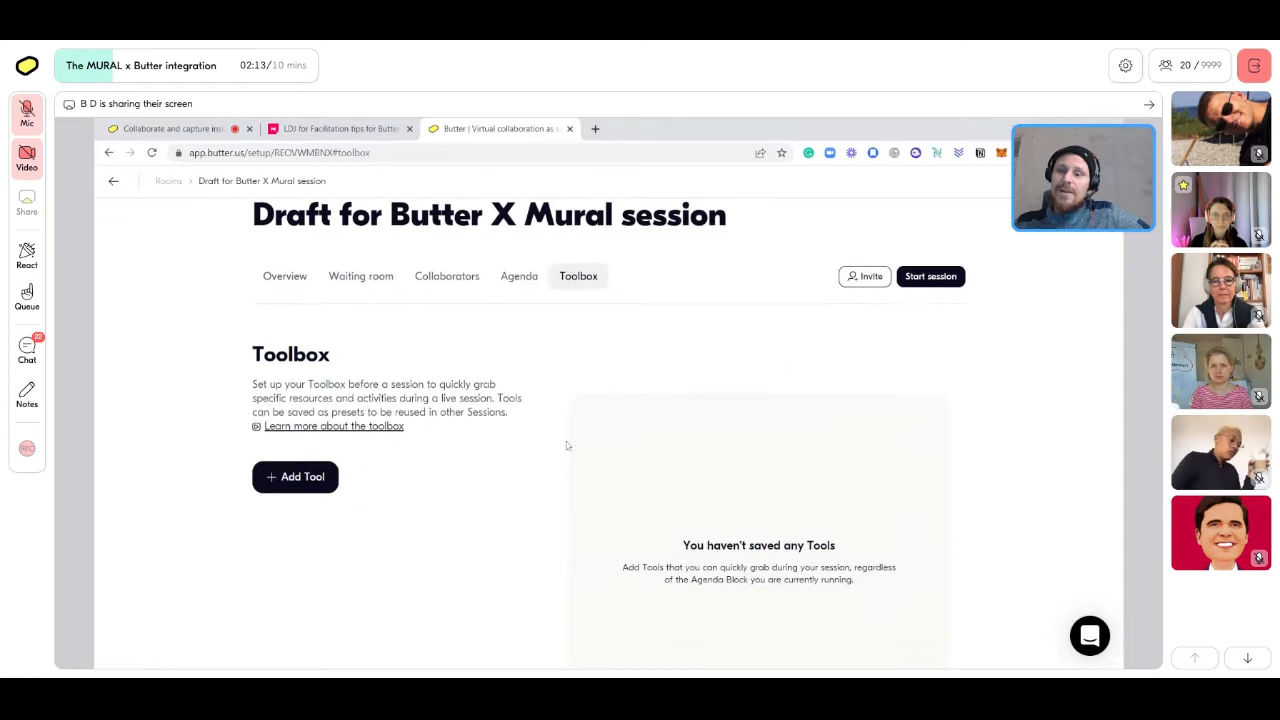 The MURAL x Butter integration 02:13/10 mins
20 / 9999
Mic
Video
Share
React
Queue
22
Chat
Notes
REC
B D is sharing their screen
Collaborate and capture ins
LDJ for Facilitation tips for Butter
Butter | Virtual collaboration as s
app.butter.us/setup/REOVWMBNX#toolbox
Rooms > Draft for Butter X Mural session
Draft for Butter X Mural session
Overview Waiting room Collaborators Agenda Toolbox
Invite Start session
Toolbox
Set up your Toolbox before a session to quickly grab
specific resources and activities during a live session. Tools
can be saved as presets to be reused in other Sessions.
Learn more about the toolbox
+ Add Tool
You haven't saved any Tools
Add Tools that you can quickly grab during your session, regardless
of the Agenda Block you are currently running.